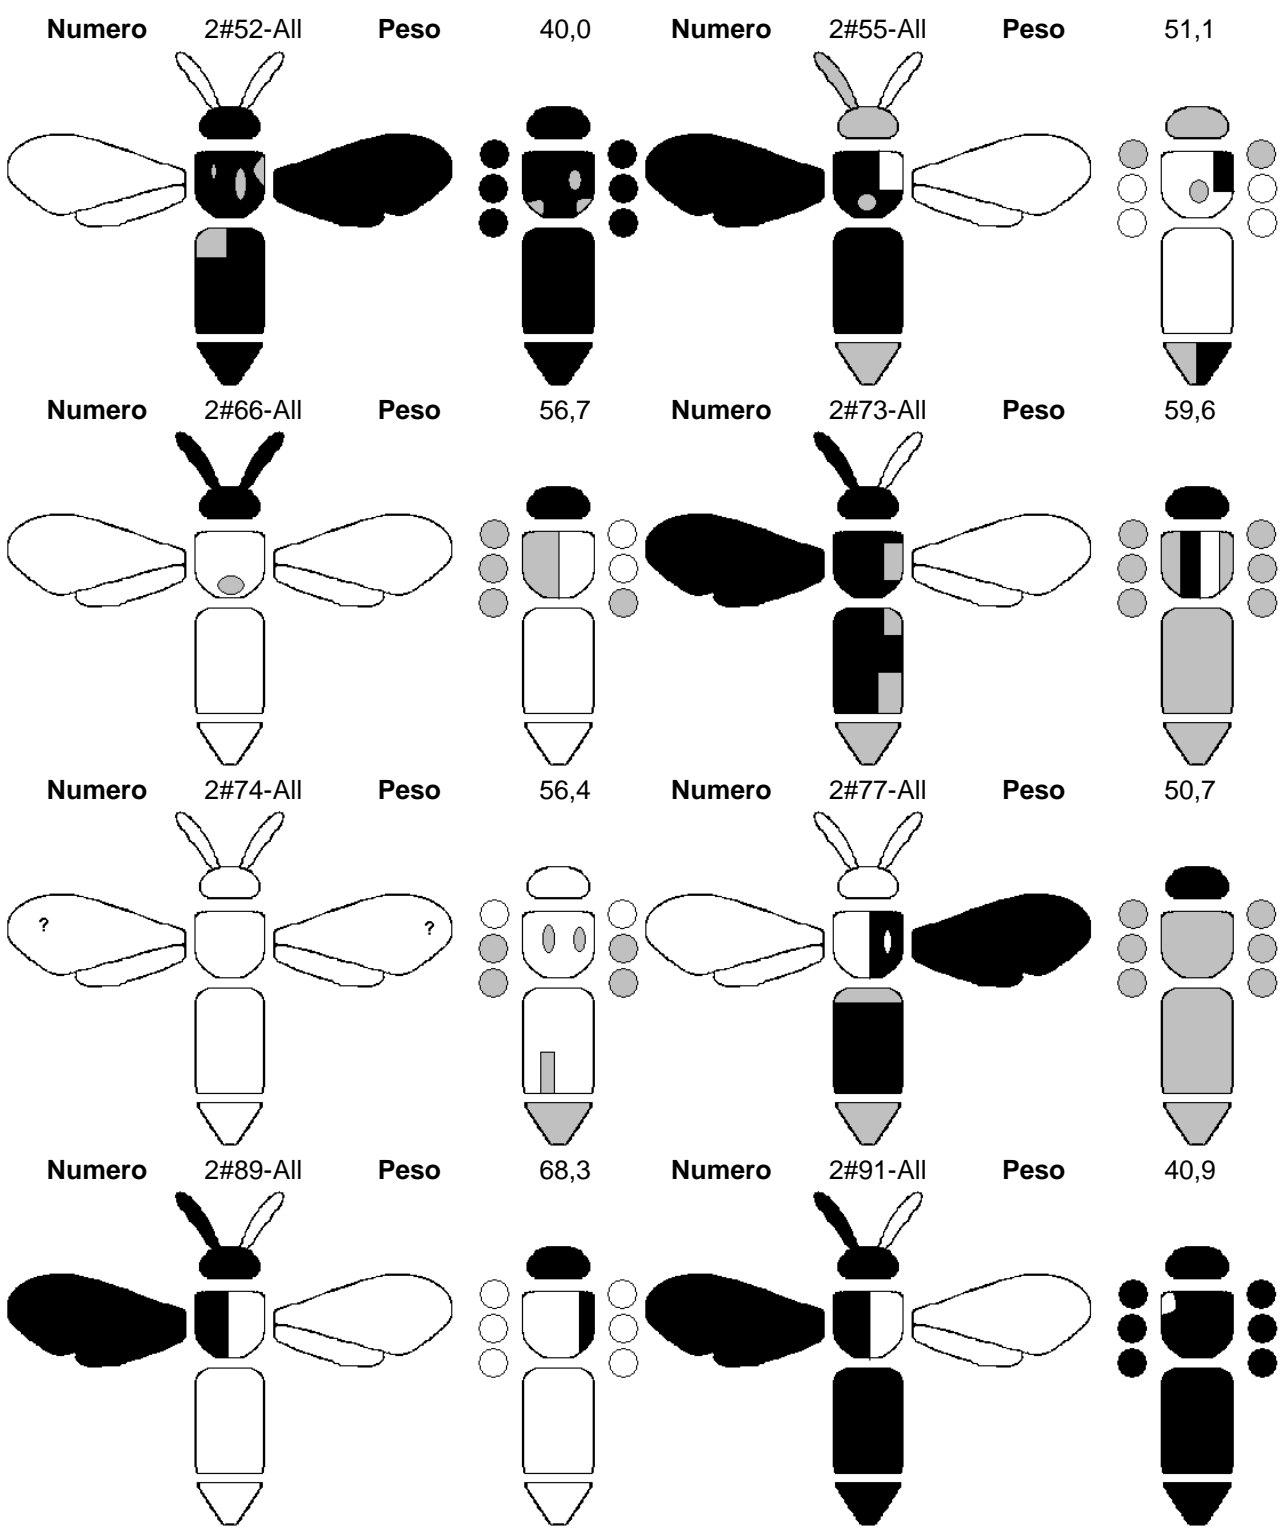 Numero 2#52-All Peso 40,0 Numero 2#55-All Peso 51,1
Numero 2#66-All Peso 56,7 Numero 2#73-All Peso 59,6
Numero 2#74-All Peso 56,4 Numero 2#77-All Peso 50,7
? ?
Numero 2#89-All Peso 68,3 Numero 2#91-All Peso 40,9